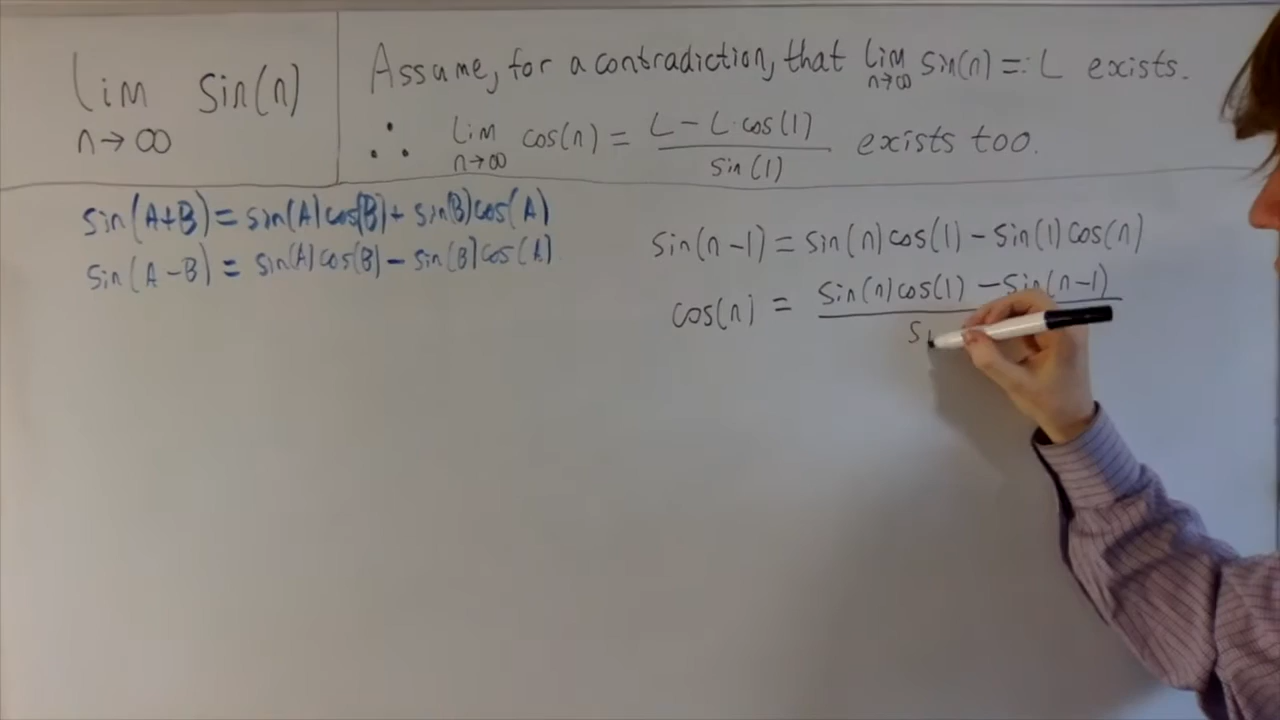 lim n→∞ sin(n)
Assume, for a contradiction, that lim n→∞ sin(n) =: L exists.
∴ lim n→∞ cos(n) = (L - L·cos(1)) / sin(1) exists too.
sin(A+B) = sin(A)cos(B) + sin(B)cos(A)
sin(A-B) = sin(A)cos(B) - sin(B)cos(A)
sin(n-1) = sin(n)cos(1) - sin(1)cos(n)
cos(n) = sin(n)cos(1) - sin(n-1)